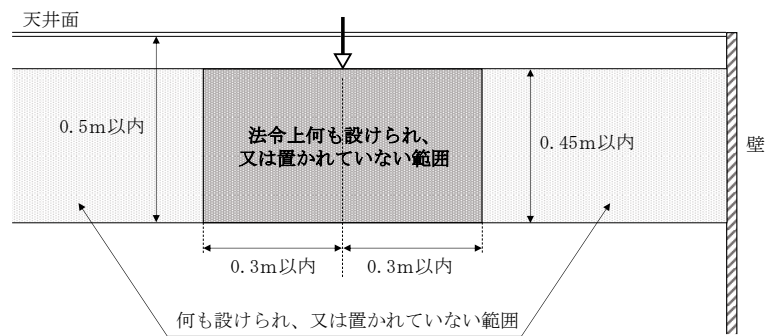 天井面
0.5m以内
法令上何も設けられ、
又は置かれていない範囲
0.45m以内
壁
0.3m以内
0.3m以内
何も設けられ、又は置かれていない範囲